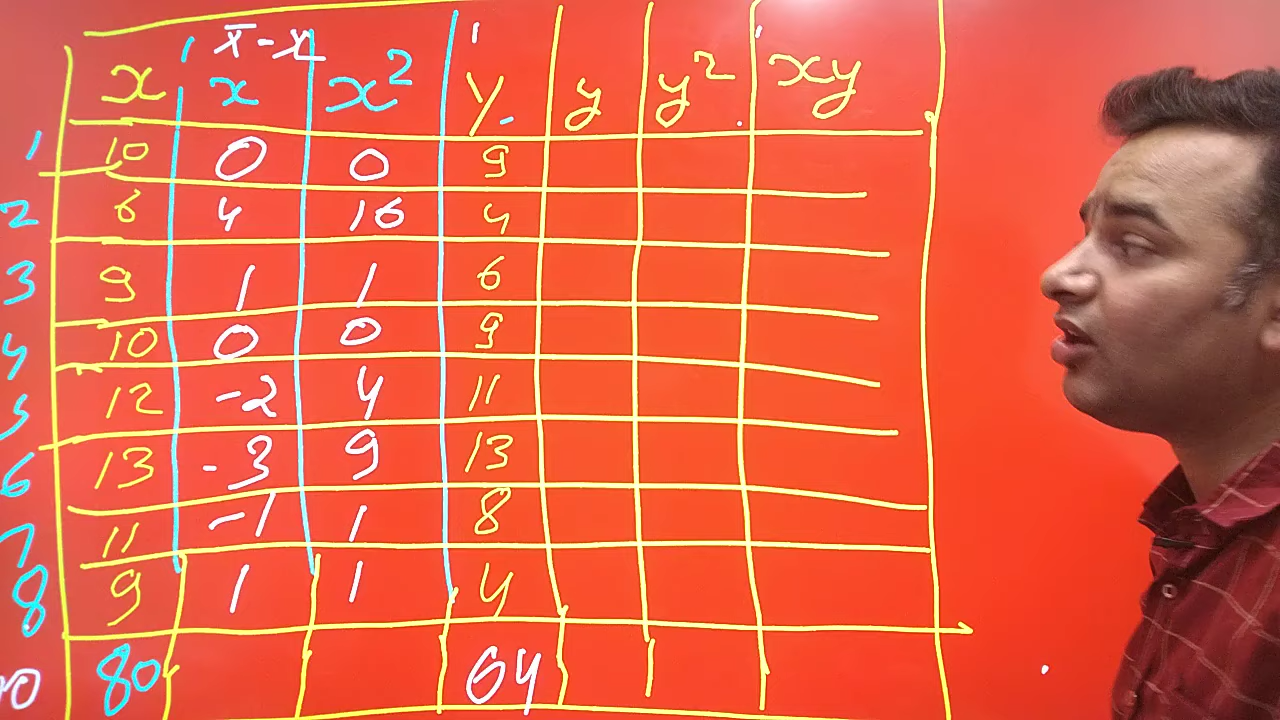 x̄ - x
x x x² y y y² xy
1 10 0 0 9
2 6 4 16 4
3 9 1 1 6
4 10 0 0 9
5 12 -2 4 11
6 13 -3 9 13
7 11 -1 1 8
8 9 1 1 4
80 64